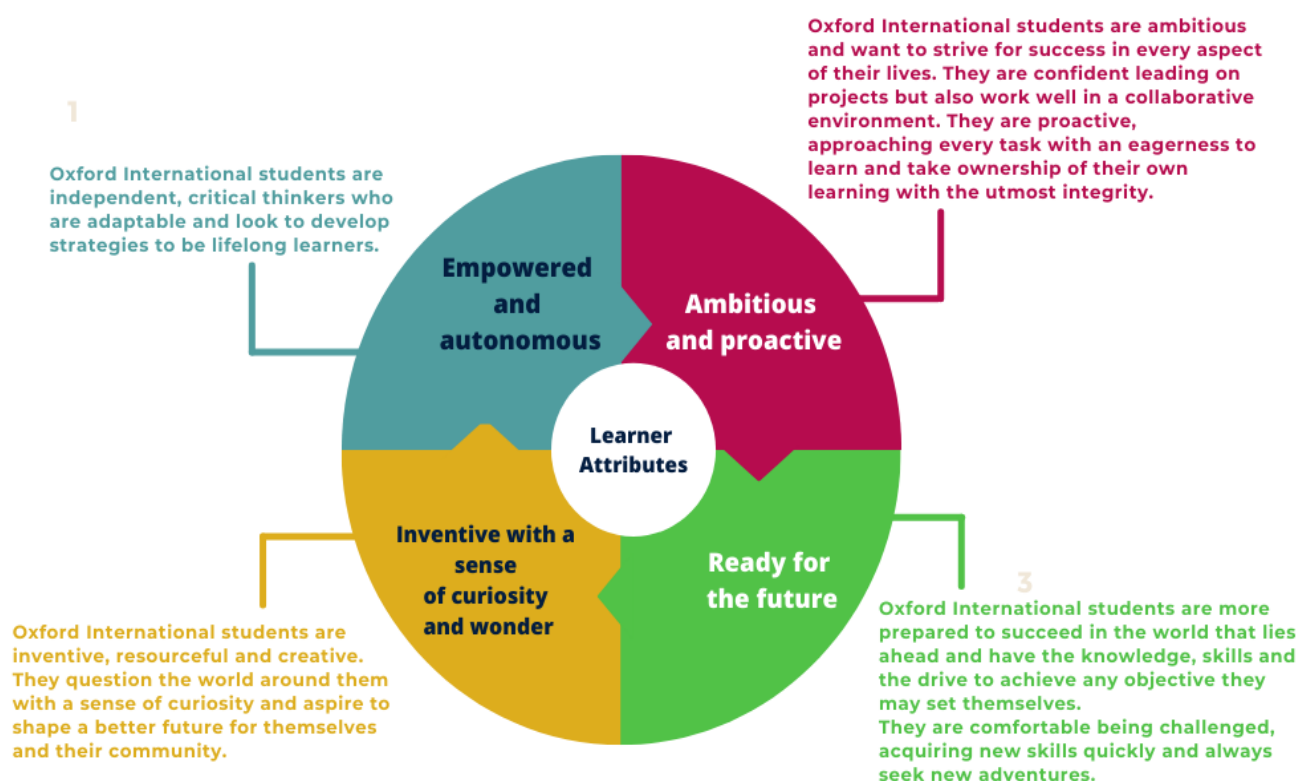 1
Oxford International students are
independent, critical thinkers who
are adaptable and look to develop
strategies to be lifelong learners.
Oxford International students are ambitious
and want to strive for success in every aspect
of their lives. They are confident leading on
projects but also work well in a collaborative
environment. They are proactive,
approaching every task with an eagerness to
learn and take ownership of their own
learning with the utmost integrity.
Empowered
and
autonomous
Ambitious
and proactive
Learner
Attributes
Inventive with a
sense
of curiosity
and wonder
Ready for
the future
Oxford International students are
inventive, resourceful and creative.
They question the world around them
with a sense of curiosity and aspire to
shape a better future for themselves
and their community.
3
Oxford International students are more
prepared to succeed in the world that lies
ahead and have the knowledge, skills and
the drive to achieve any objective they
may set themselves.
They are comfortable being challenged,
acquiring new skills quickly and always
seek new adventures.